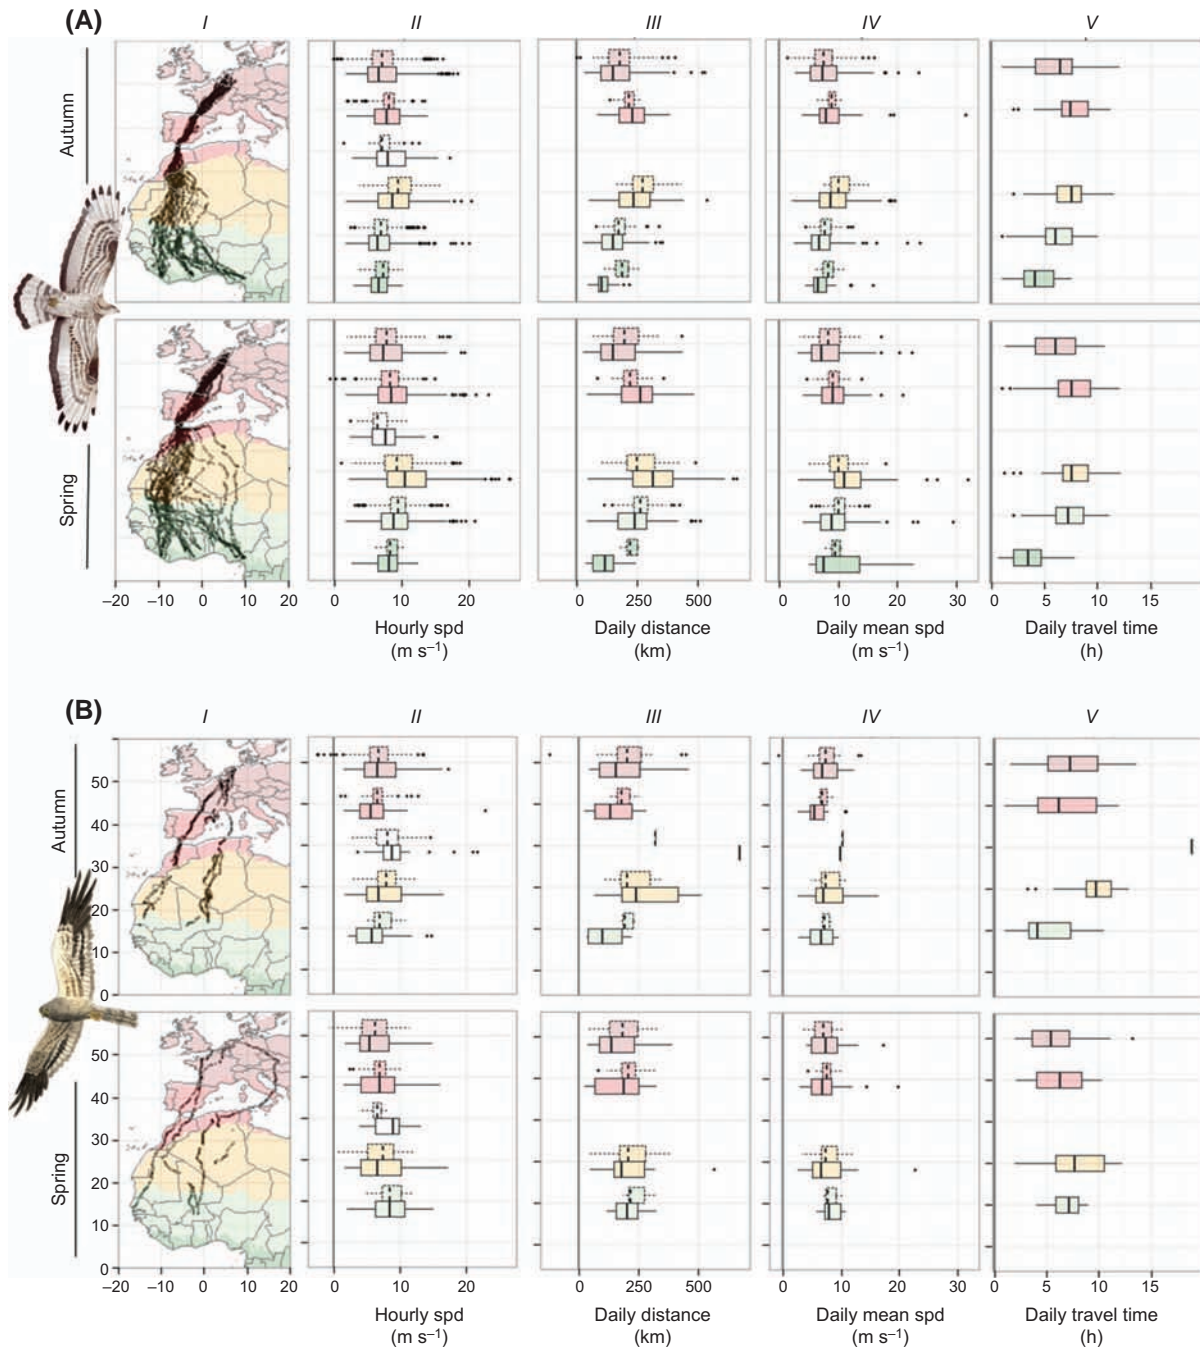 (A)
I II III IV V
Autumn
Spring
−20 −10 0 10 20
0 10 20
0 250 500
0 10 20 30
0 5 10 15
Hourly spd
(m s−1)
Daily distance
(km)
Daily mean spd
(m s−1)
Daily travel time
(h)
(B)
I II III IV V
Autumn
50
40
30
20
10
0
Spring
50
40
30
20
10
0
−20 −10 0 10 20
0 10 20
0 250 500
0 10 20 30
0 5 10 15
Hourly spd
(m s−1)
Daily distance
(km)
Daily mean spd
(m s−1)
Daily travel time
(h)